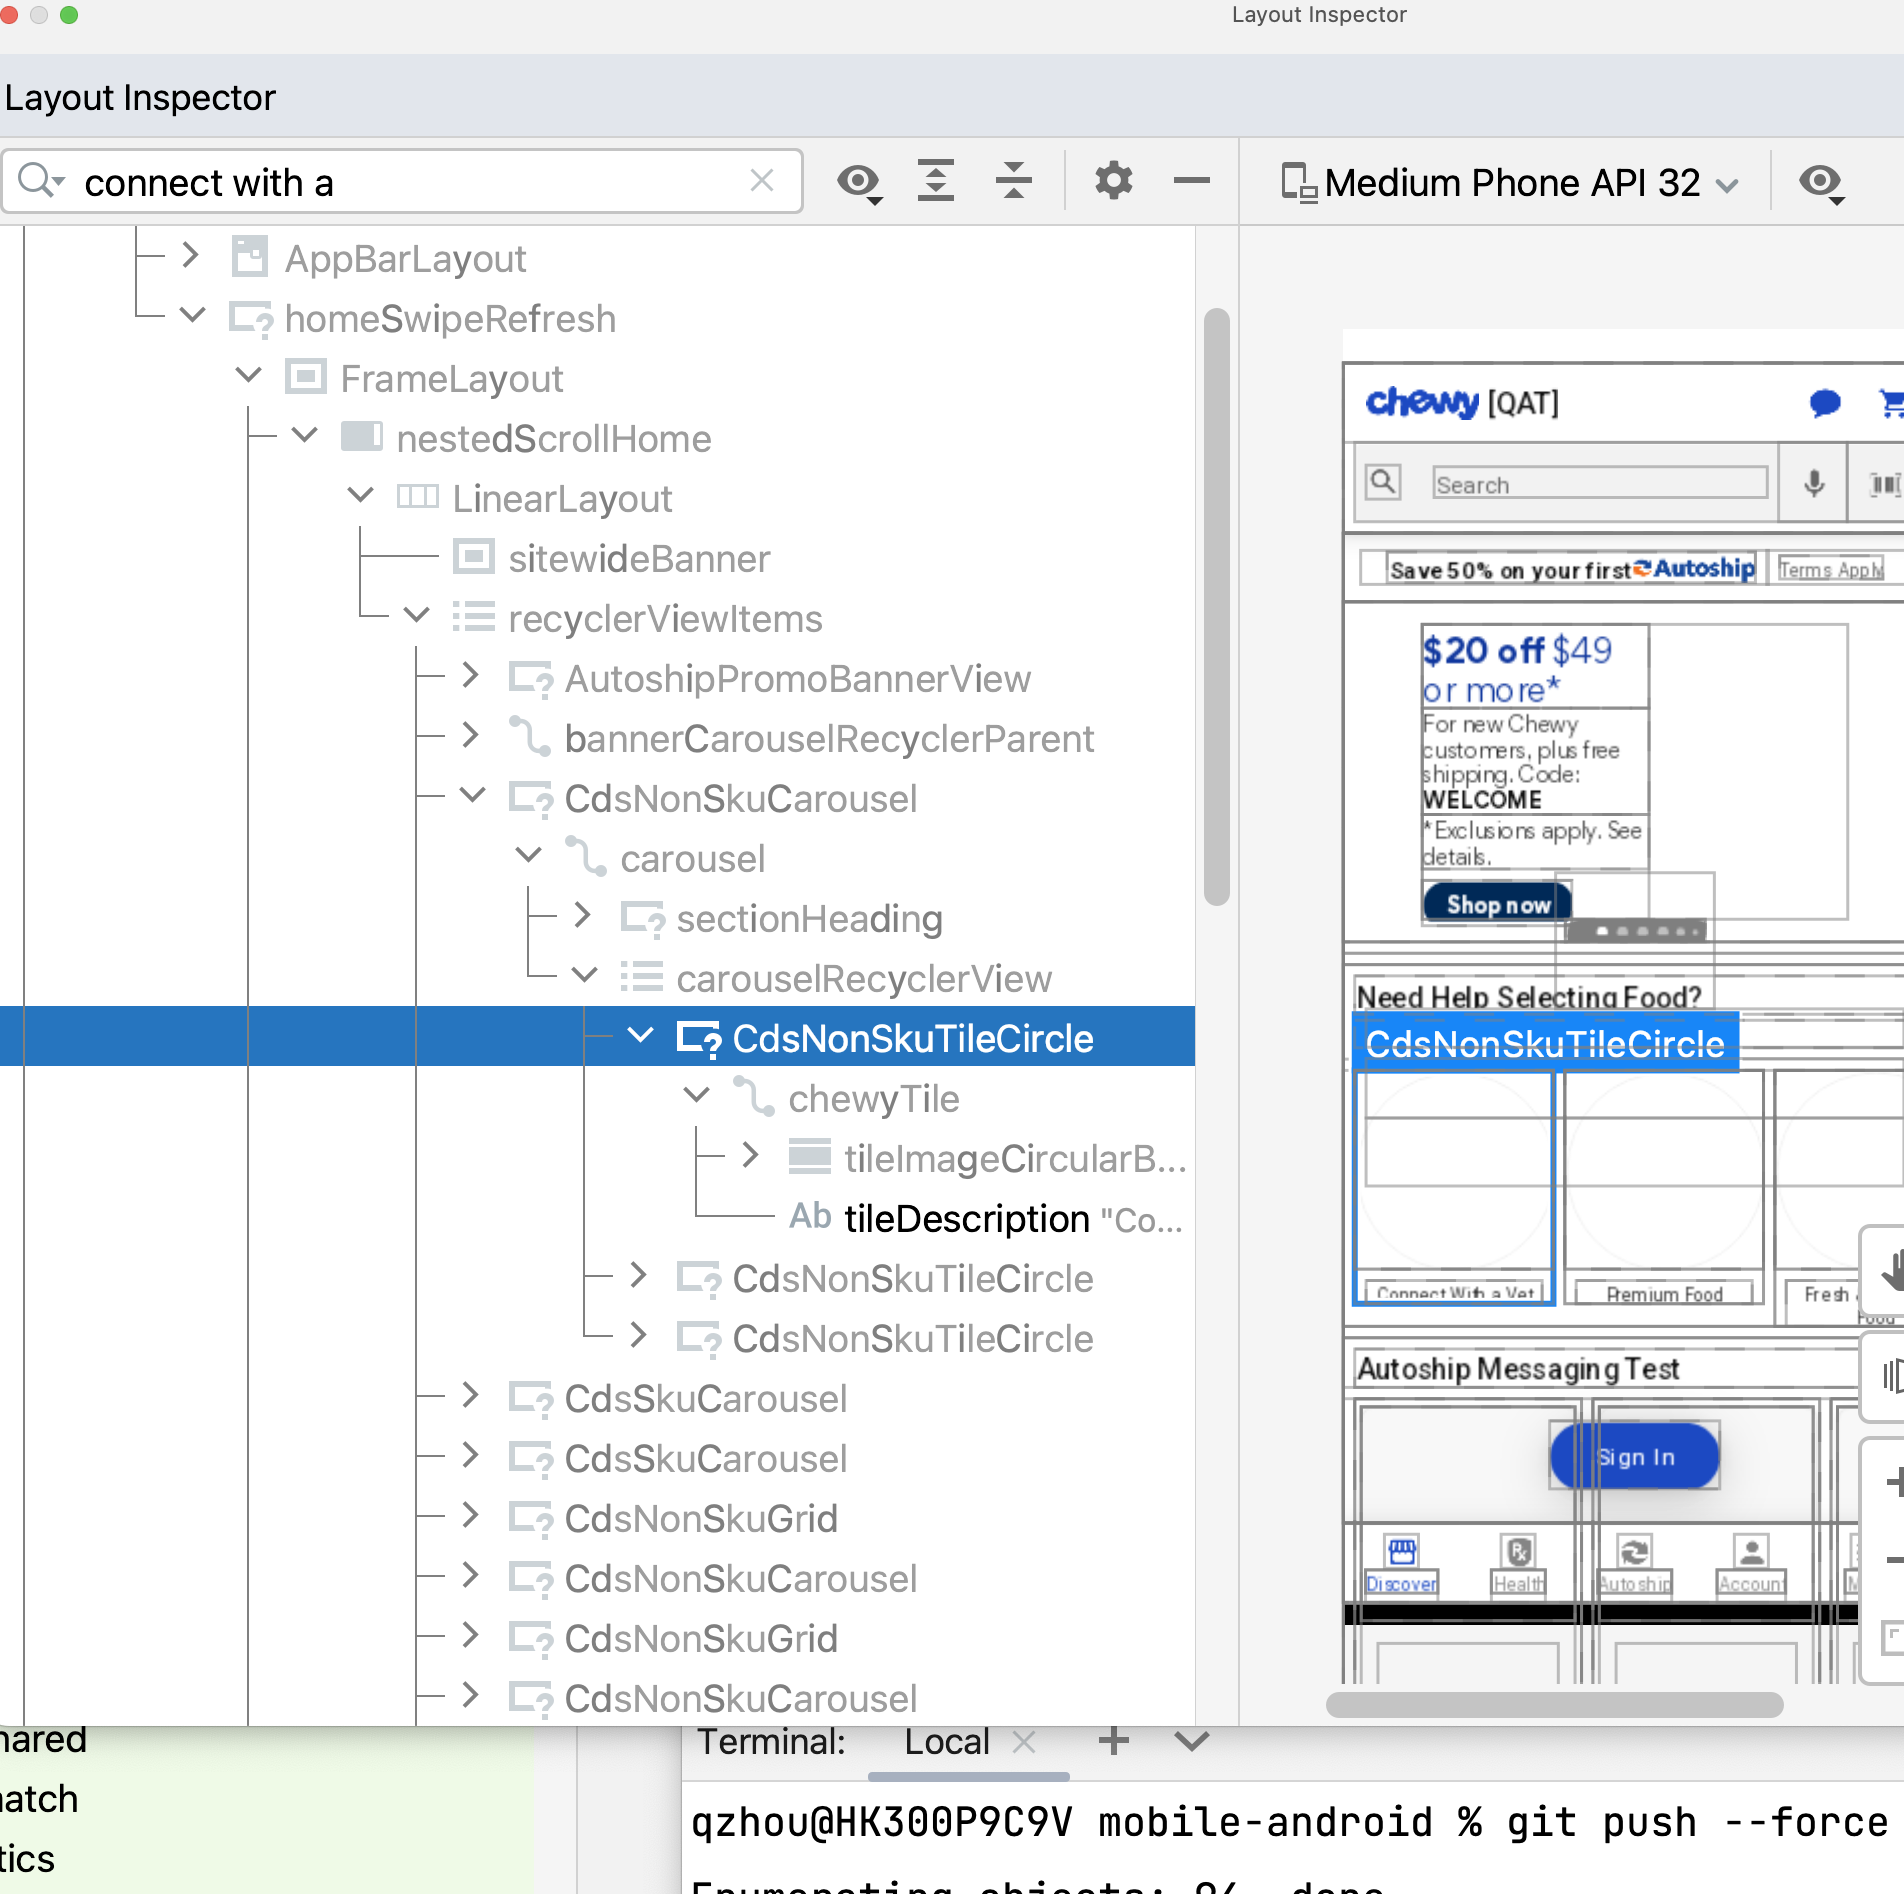 Layout Inspector
Layout Inspector
connect with a
Medium Phone API 32
AppBarLayout
homeSwipeRefresh
FrameLayout
nestedScrollHome
LinearLayout
sitewideBanner
recyclerViewItems
AutoshipPromoBannerView
bannerCarouselRecyclerParent
CdsNonSkuCarousel
carousel
sectionHeading
carouselRecyclerView
CdsNonSkuTileCircle
chewyTile
tileImageCircularB...
Ab tileDescription "Co...
CdsNonSkuTileCircle
CdsNonSkuTileCircle
CdsSkuCarousel
CdsSkuCarousel
CdsNonSkuGrid
CdsNonSkuCarousel
CdsNonSkuGrid
CdsNonSkuCarousel
chewy [QAT]
Search
Save 50% on your first Autoship Terms Apply
$20 off $49
or more*
For new Chewy
customers, plus free
shipping. Code:
WELCOME
*Exclusions apply. See
details.
Shop now
Need Help Selecting Food?
CdsNonSkuTileCircle
Connect With a Vet Premium Food Fresh
Food
Autoship Messaging Test
Sign In
Discover Health Autoship Account
hared
atch
tics
Terminal: Local
qzhou@HK300P9C9V mobile-android % git push --force
Enumerating objects: 94, done